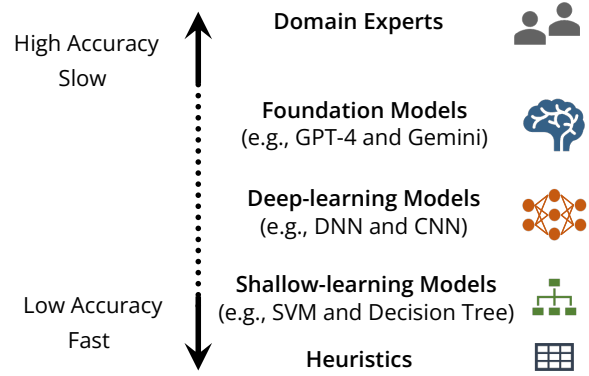 Domain Experts
High Accuracy
Slow
Foundation Models
(e.g., GPT-4 and Gemini)
Deep-learning Models
(e.g., DNN and CNN)
Shallow-learning Models
(e.g., SVM and Decision Tree)
Low Accuracy
Fast
Heuristics